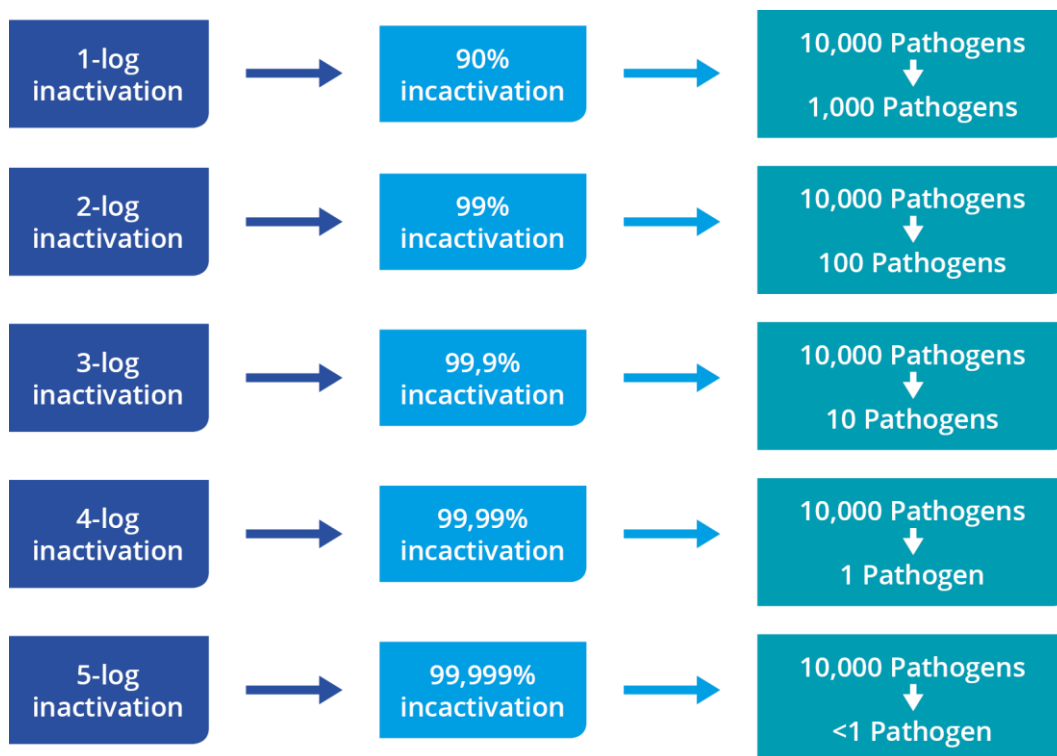 1-log
inactivation
90%
incactivation
10,000 Pathogens
1,000 Pathogens
2-log
inactivation
99%
incactivation
10,000 Pathogens
100 Pathogens
3-log
inactivation
99,9%
incactivation
10,000 Pathogens
10 Pathogens
4-log
inactivation
99,99%
incactivation
10,000 Pathogens
1 Pathogen
5-log
inactivation
99,999%
incactivation
10,000 Pathogens
<1 Pathogen